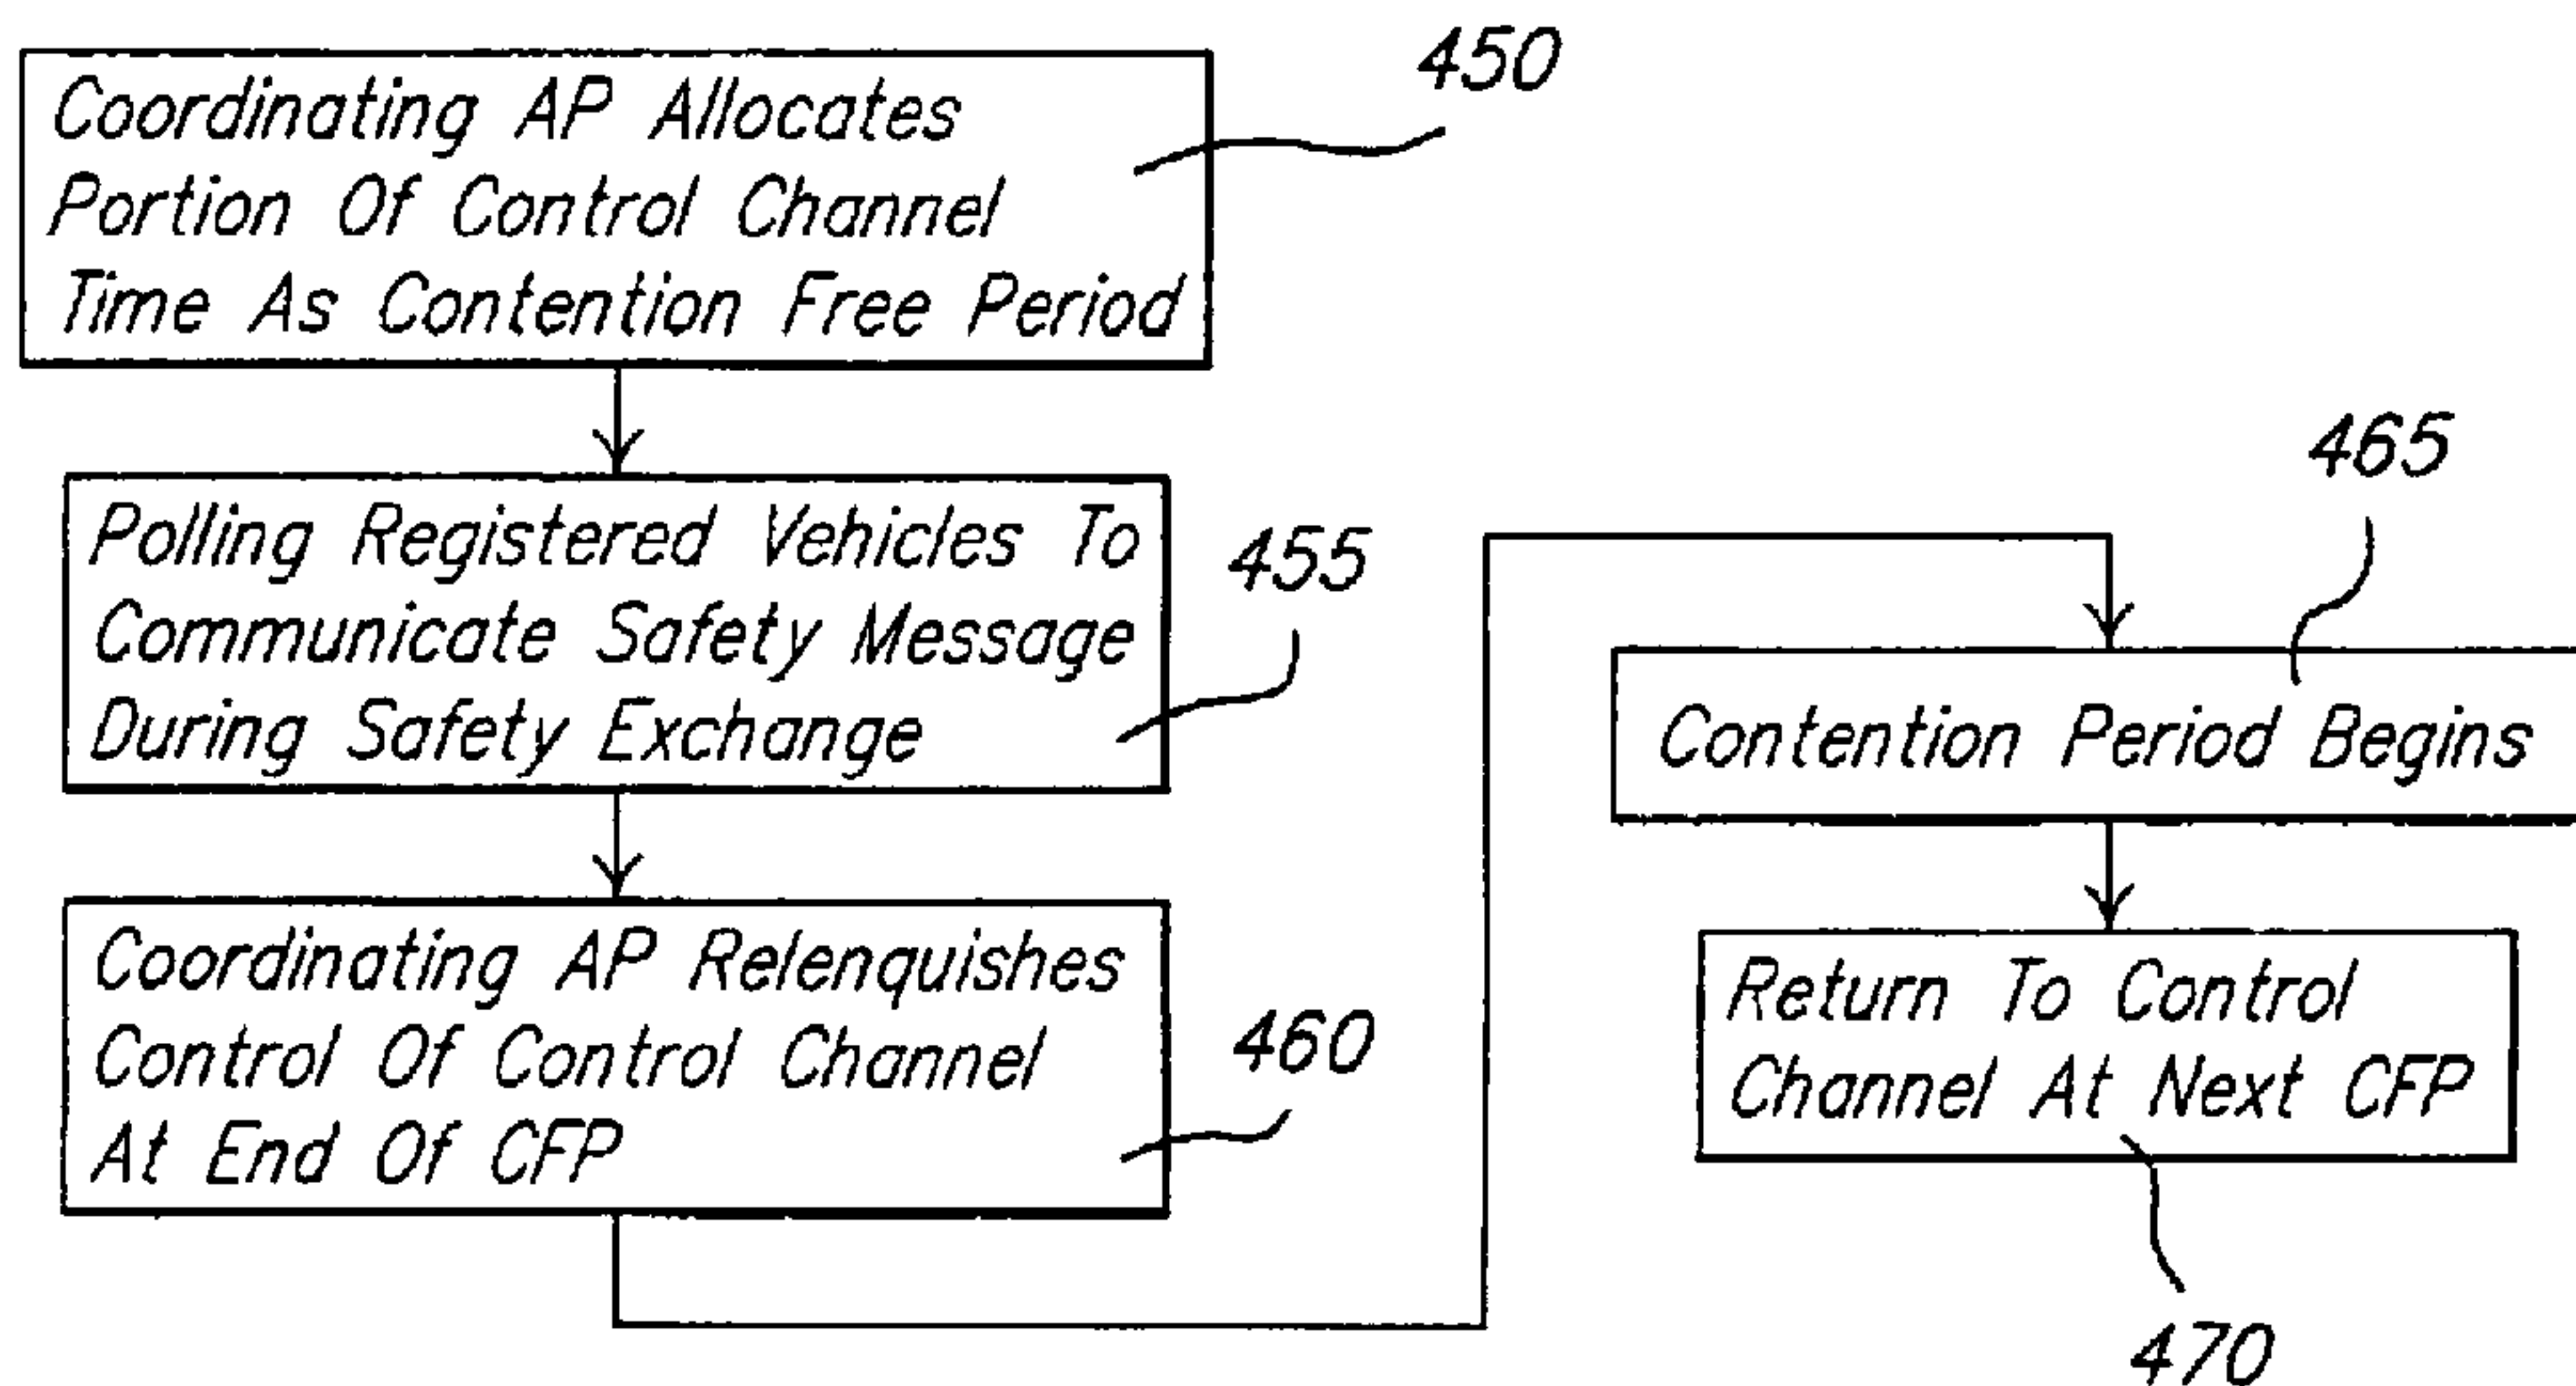 Coordinating AP Allocates
Portion Of Control Channel
Time As Contention Free Period
450
Polling Registered Vehicles To
Communicate Safety Message
During Safety Exchange
455
Coordinating AP Relenquishes
Control Of Control Channel
At End Of CFP
460
465
Contention Period Begins
Return To Control
Channel At Next CFP
470